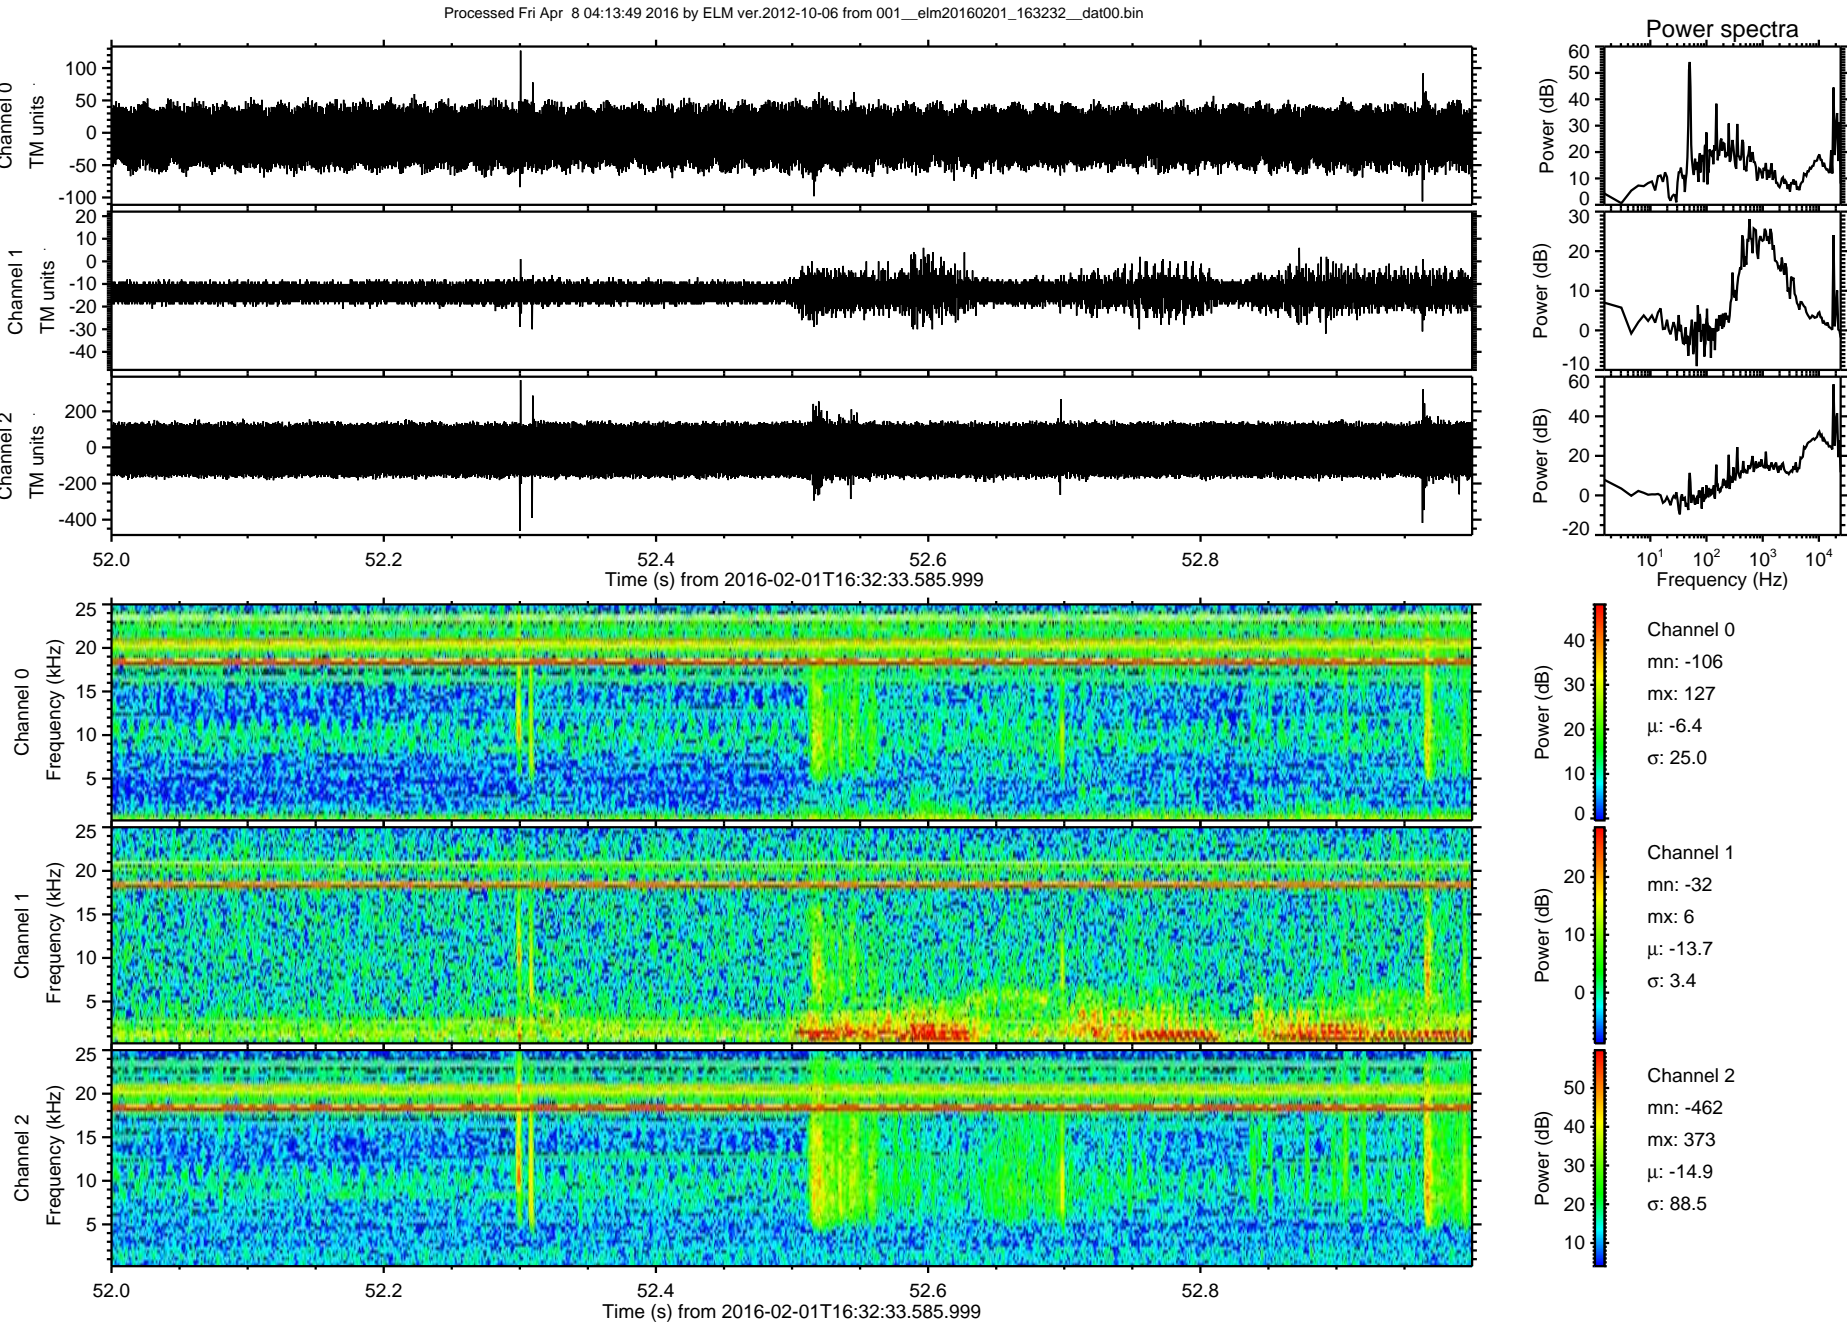 Processed Fri Apr  8 04:13:49 2016 by ELM ver.2012-10-06 from 001__elm20160201_163232__dat00.bin
Power spectra
Channel 0
TM units
100
50
0
-50
-100
Power (dB)
60
50
40
30
20
10
0
Channel 1
TM units
20
10
0
-10
-20
-30
-40
Power (dB)
30
20
10
0
-10
Channel 2
TM units
200
0
-200
-400
Power (dB)
60
40
20
0
-20
52.0 52.2 52.4 52.6 52.8
Time (s) from 2016-02-01T16:32:33.585.999
10^1 10^2 10^3 10^4
Frequency (Hz)
Channel 0
Frequency (kHz)
25
20
15
10
5
Power (dB)
40
30
20
10
0
Channel 0
mn: -106
mx: 127
μ: -6.4
σ: 25.0
Channel 1
Frequency (kHz)
25
20
15
10
5
Power (dB)
20
10
0
Channel 1
mn: -32
mx: 6
μ: -13.7
σ: 3.4
Channel 2
Frequency (kHz)
25
20
15
10
5
Power (dB)
50
40
30
20
10
Channel 2
mn: -462
mx: 373
μ: -14.9
σ: 88.5
52.0 52.2 52.4 52.6 52.8
Time (s) from 2016-02-01T16:32:33.585.999